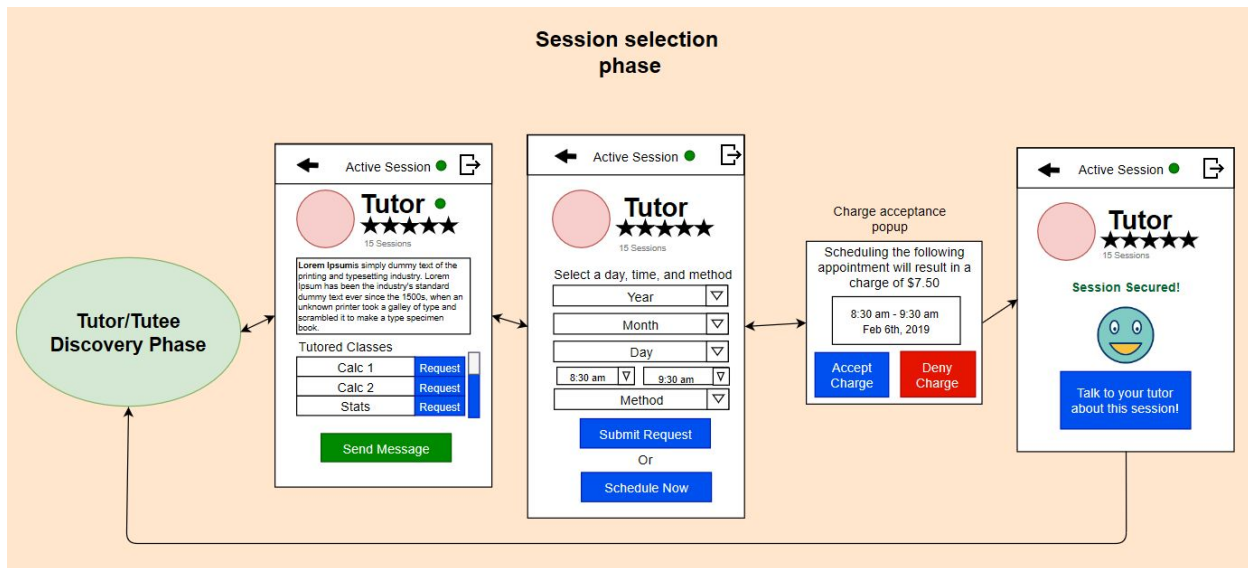 Session selection
phase
Tutor/Tutee
Discovery Phase
Active Session
Tutor
15 Sessions
Lorem Ipsumis simply dummy text of the
printing and typesetting industry. Lorem
Ipsum has been the industry's standard
dummy text ever since the 1500s, when an
unknown printer took a galley of type and
scrambled it to make a type specimen
book.
Tutored Classes
Calc 1 Request
Calc 2 Request
Stats Request
Send Message
Active Session
Tutor
15 Sessions
Select a day, time, and method
Year
Month
Day
8:30 am 9:30 am
Method
Submit Request
Or
Schedule Now
Charge acceptance
popup
Scheduling the following
appointment will result in a
charge of $7.50
8:30 am - 9:30 am
Feb 6th, 2019
Accept
Charge
Deny
Charge
Active Session
Tutor
15 Sessions
Session Secured!
Talk to your tutor
about this session!